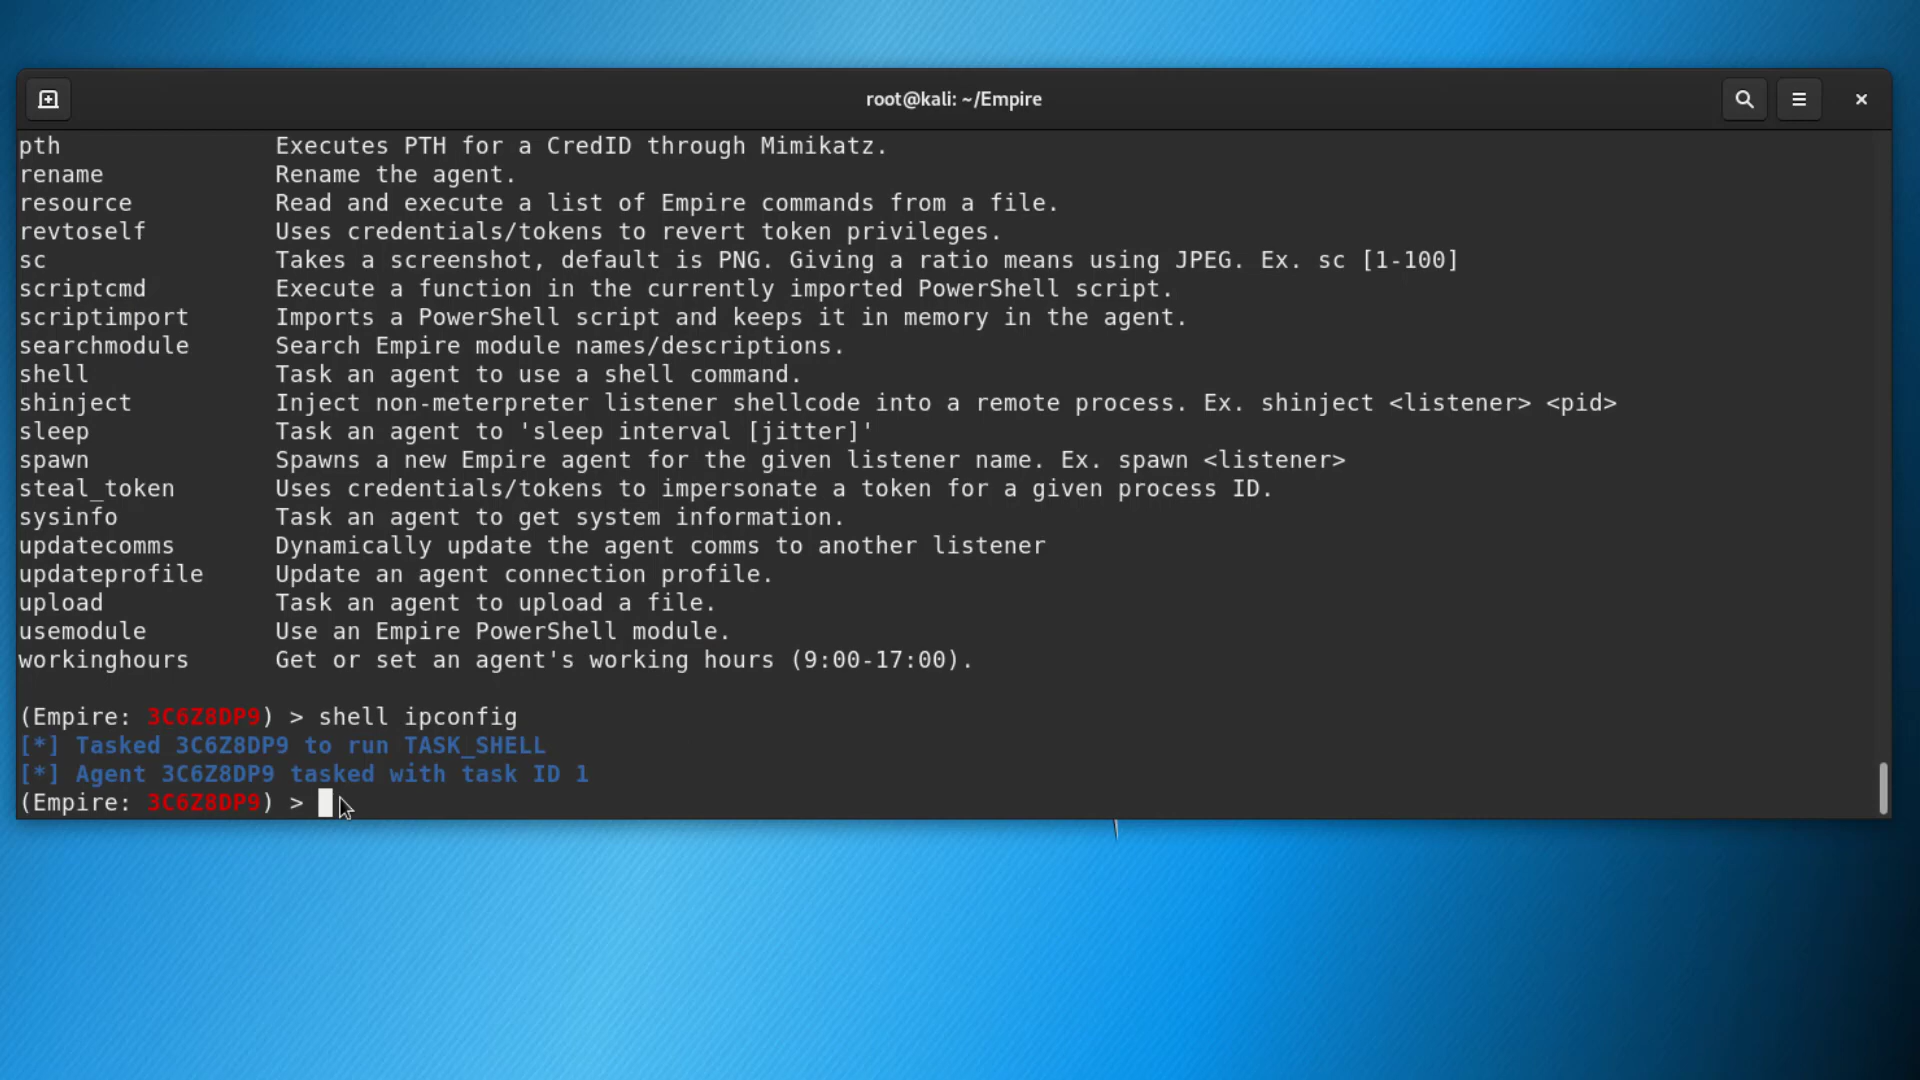 root@kali: ~/Empire
pth Executes PTH for a CredID through Mimikatz.
rename Rename the agent.
resource Read and execute a list of Empire commands from a file.
revtoself Uses credentials/tokens to revert token privileges.
sc Takes a screenshot, default is PNG. Giving a ratio means using JPEG. Ex. sc [1-100]
scriptcmd Execute a function in the currently imported PowerShell script.
scriptimport Imports a PowerShell script and keeps it in memory in the agent.
searchmodule Search Empire module names/descriptions.
shell Task an agent to use a shell command.
shinject Inject non-meterpreter listener shellcode into a remote process. Ex. shinject <listener> <pid>
sleep Task an agent to 'sleep interval [jitter]'
spawn Spawns a new Empire agent for the given listener name. Ex. spawn <listener>
steal_token Uses credentials/tokens to impersonate a token for a given process ID.
sysinfo Task an agent to get system information.
updatecomms Dynamically update the agent comms to another listener
updateprofile Update an agent connection profile.
upload Task an agent to upload a file.
usemodule Use an Empire PowerShell module.
workinghours Get or set an agent's working hours (9:00-17:00).
(Empire: 3C6Z8DP9) > shell ipconfig
[*] Tasked 3C6Z8DP9 to run TASK_SHELL
[*] Agent 3C6Z8DP9 tasked with task ID 1
(Empire: 3C6Z8DP9) >